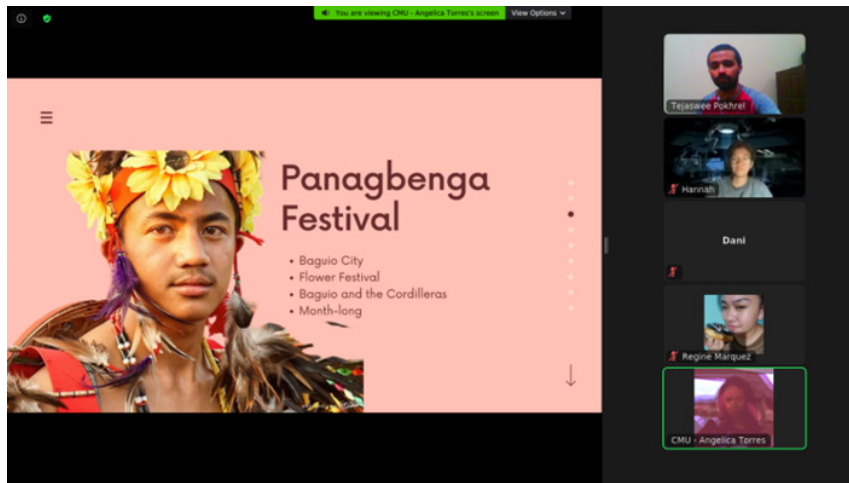 You are viewing CMU - Angelica Torres's screen
View Options
Panagbenga
Festival
• Baguio City
• Flower Festival
• Baguio and the Cordilleras
• Month-long
Tejaswee Pokhrel
Hannah
Dani
Regine Marquez
CMU - Angelica Torres